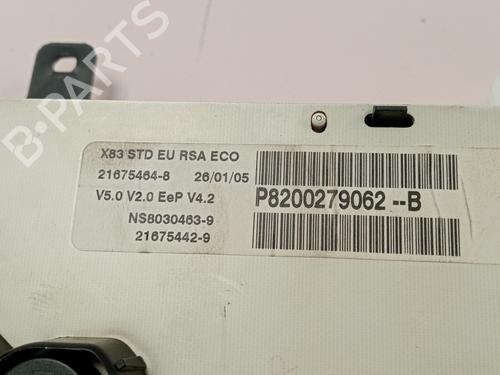 X83 STD EU RSA ECO
21675464-8 26/01/05
V5.0 V2.0 EeP V4.2
NS8030463-9
21675442-9
P8200279062--B
B-PARTS